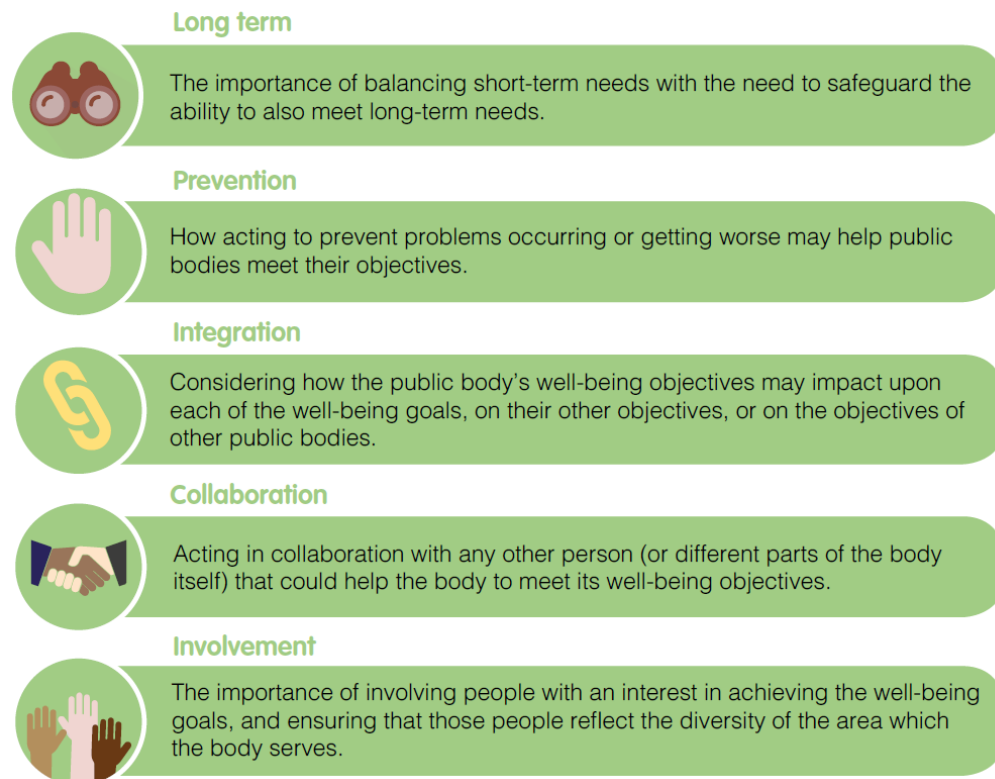 Long term
The importance of balancing short-term needs with the need to safeguard the
ability to also meet long-term needs.
Prevention
How acting to prevent problems occurring or getting worse may help public
bodies meet their objectives.
Integration
Considering how the public body’s well-being objectives may impact upon
each of the well-being goals, on their other objectives, or on the objectives of
other public bodies.
Collaboration
Acting in collaboration with any other person (or different parts of the body
itself) that could help the body to meet its well-being objectives.
Involvement
The importance of involving people with an interest in achieving the well-being
goals, and ensuring that those people reflect the diversity of the area which
the body serves.